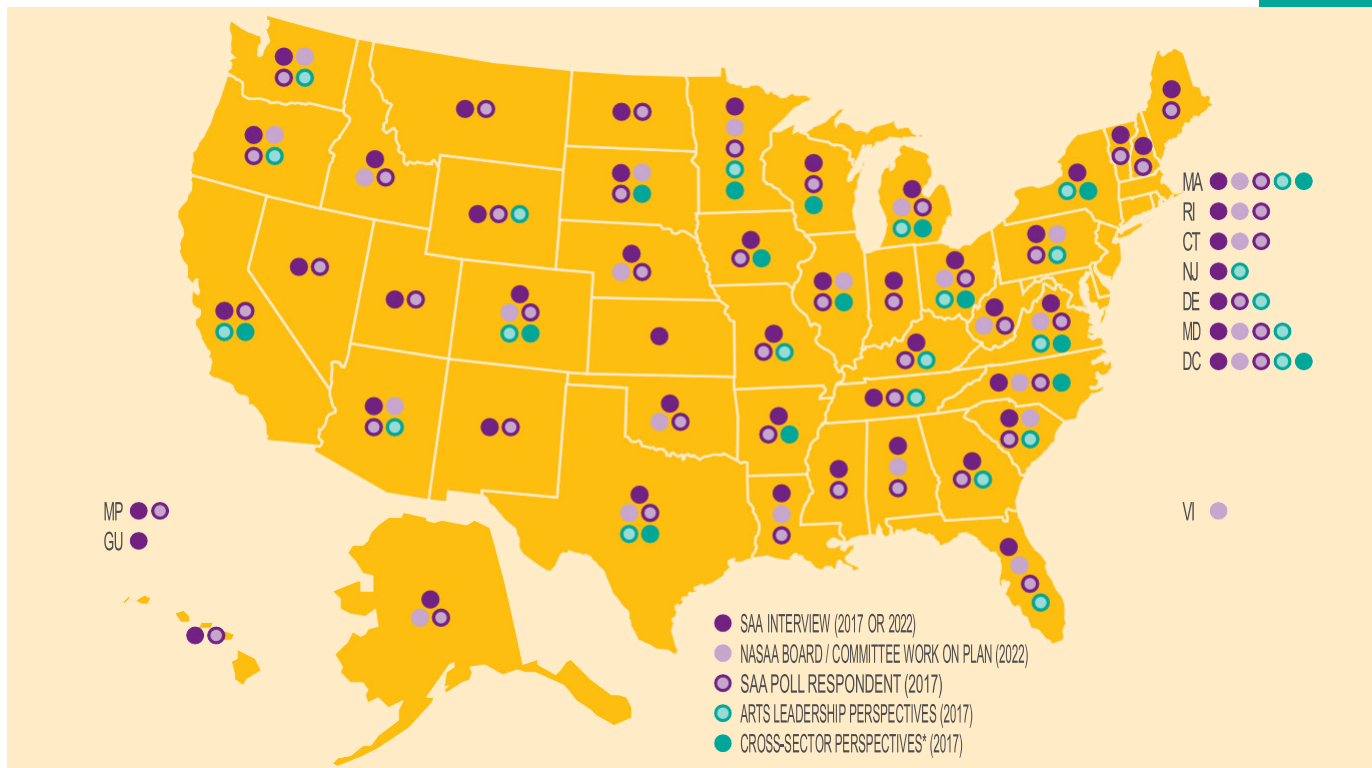 MA
RI
CT
NJ
DE
MD
DC
MP
GU
VI
SAA INTERVIEW (2017 OR 2022)
NASAA BOARD / COMMITTEE WORK ON PLAN (2022)
SAA POLL RESPONDENT (2017)
ARTS LEADERSHIP PERSPECTIVES (2017)
CROSS-SECTOR PERSPECTIVES* (2017)